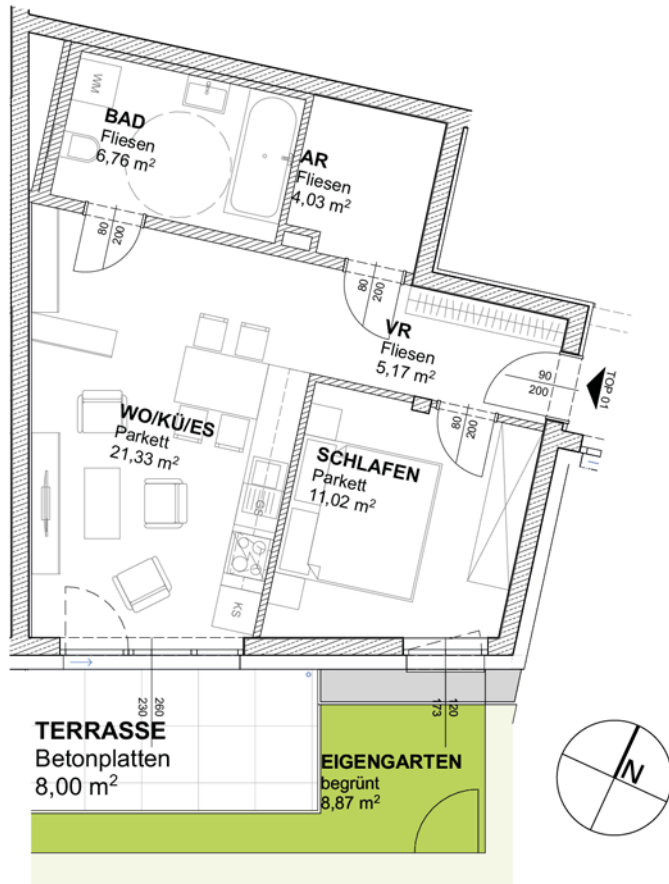 WM
BAD
Fliesen
6,76 m²
AR
Fliesen
4,03 m²
80
200
80
200
VR
Fliesen
5,17 m²
90
200
TOP 01
80
200
WO/KÜ/ES
Parkett
21,33 m²
SCHLAFEN
Parkett
11,02 m²
GS
KS
230
260
173
120
TERRASSE
Betonplatten
8,00 m²
EIGENGARTEN
begrünt
8,87 m²
N